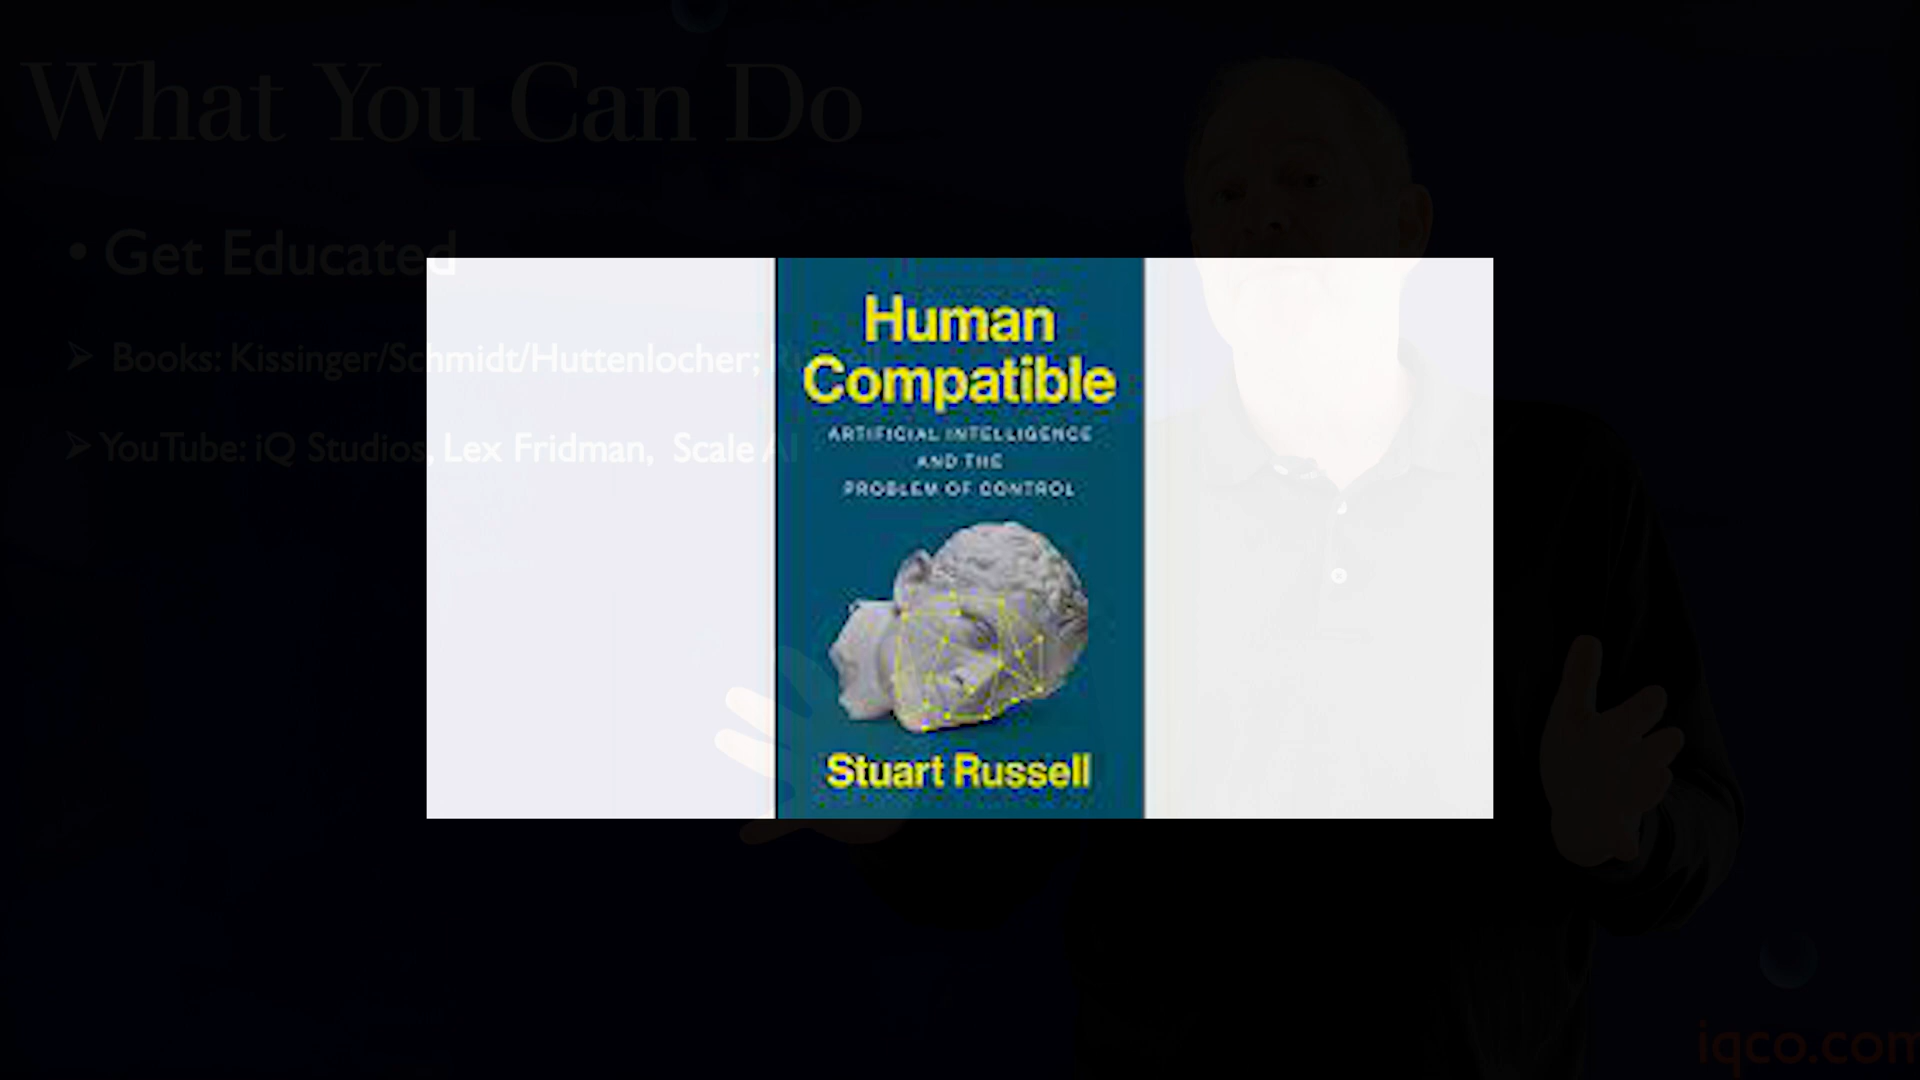 What You Can Do
• Get Educated
➢ Books: Kissinger/Schmidt/Huttenlocher;
➢ YouTube: iQ Studios, Lex Fridman, Scale AI
Human
Compatible
ARTIFICIAL INTELLIGENCE
AND THE
PROBLEM OF CONTROL
Stuart Russell
iqco.com